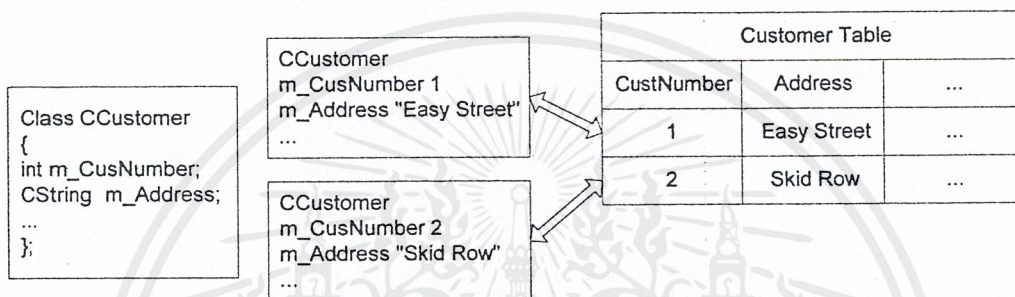 Class CCustomer
{
int m_CusNumber;
CString m_Address;
...
};
CCustomer
m_CusNumber 1
m_Address "Easy Street"
...
CCustomer
m_CusNumber 2
m_Address "Skid Row"
...
Customer Table
CustNumber Address ...
1 Easy Street ...
2 Skid Row ...